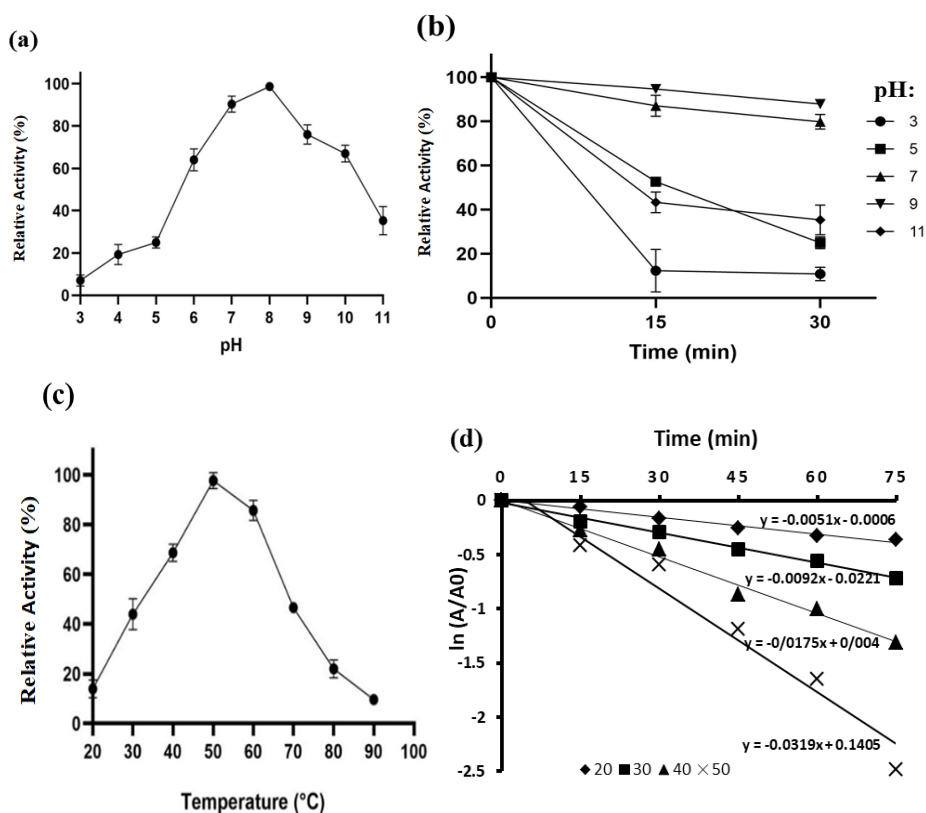 (a)
Relative Activity (%)
100
80
60
40
20
0
3 4 5 6 7 8 9 10 11
pH
(b)
Relative Activity (%)
100
80
60
40
20
0
0 15 30
Time (min)
pH:
3
5
7
9
11
(c)
Relative Activity (%)
100
80
60
40
20
0
20 30 40 50 60 70 80 90 100
Temperature (°C)
(d)
Time (min)
0 15 30 45 60 75
ln (A/A0)
0
-0.5
-1
-1.5
-2
-2.5
y = -0.0051x - 0.0006
y = -0.0092x - 0.0221
y = -0/0175x + 0/004
y = -0.0319x + 0.1405
20 30 40 50